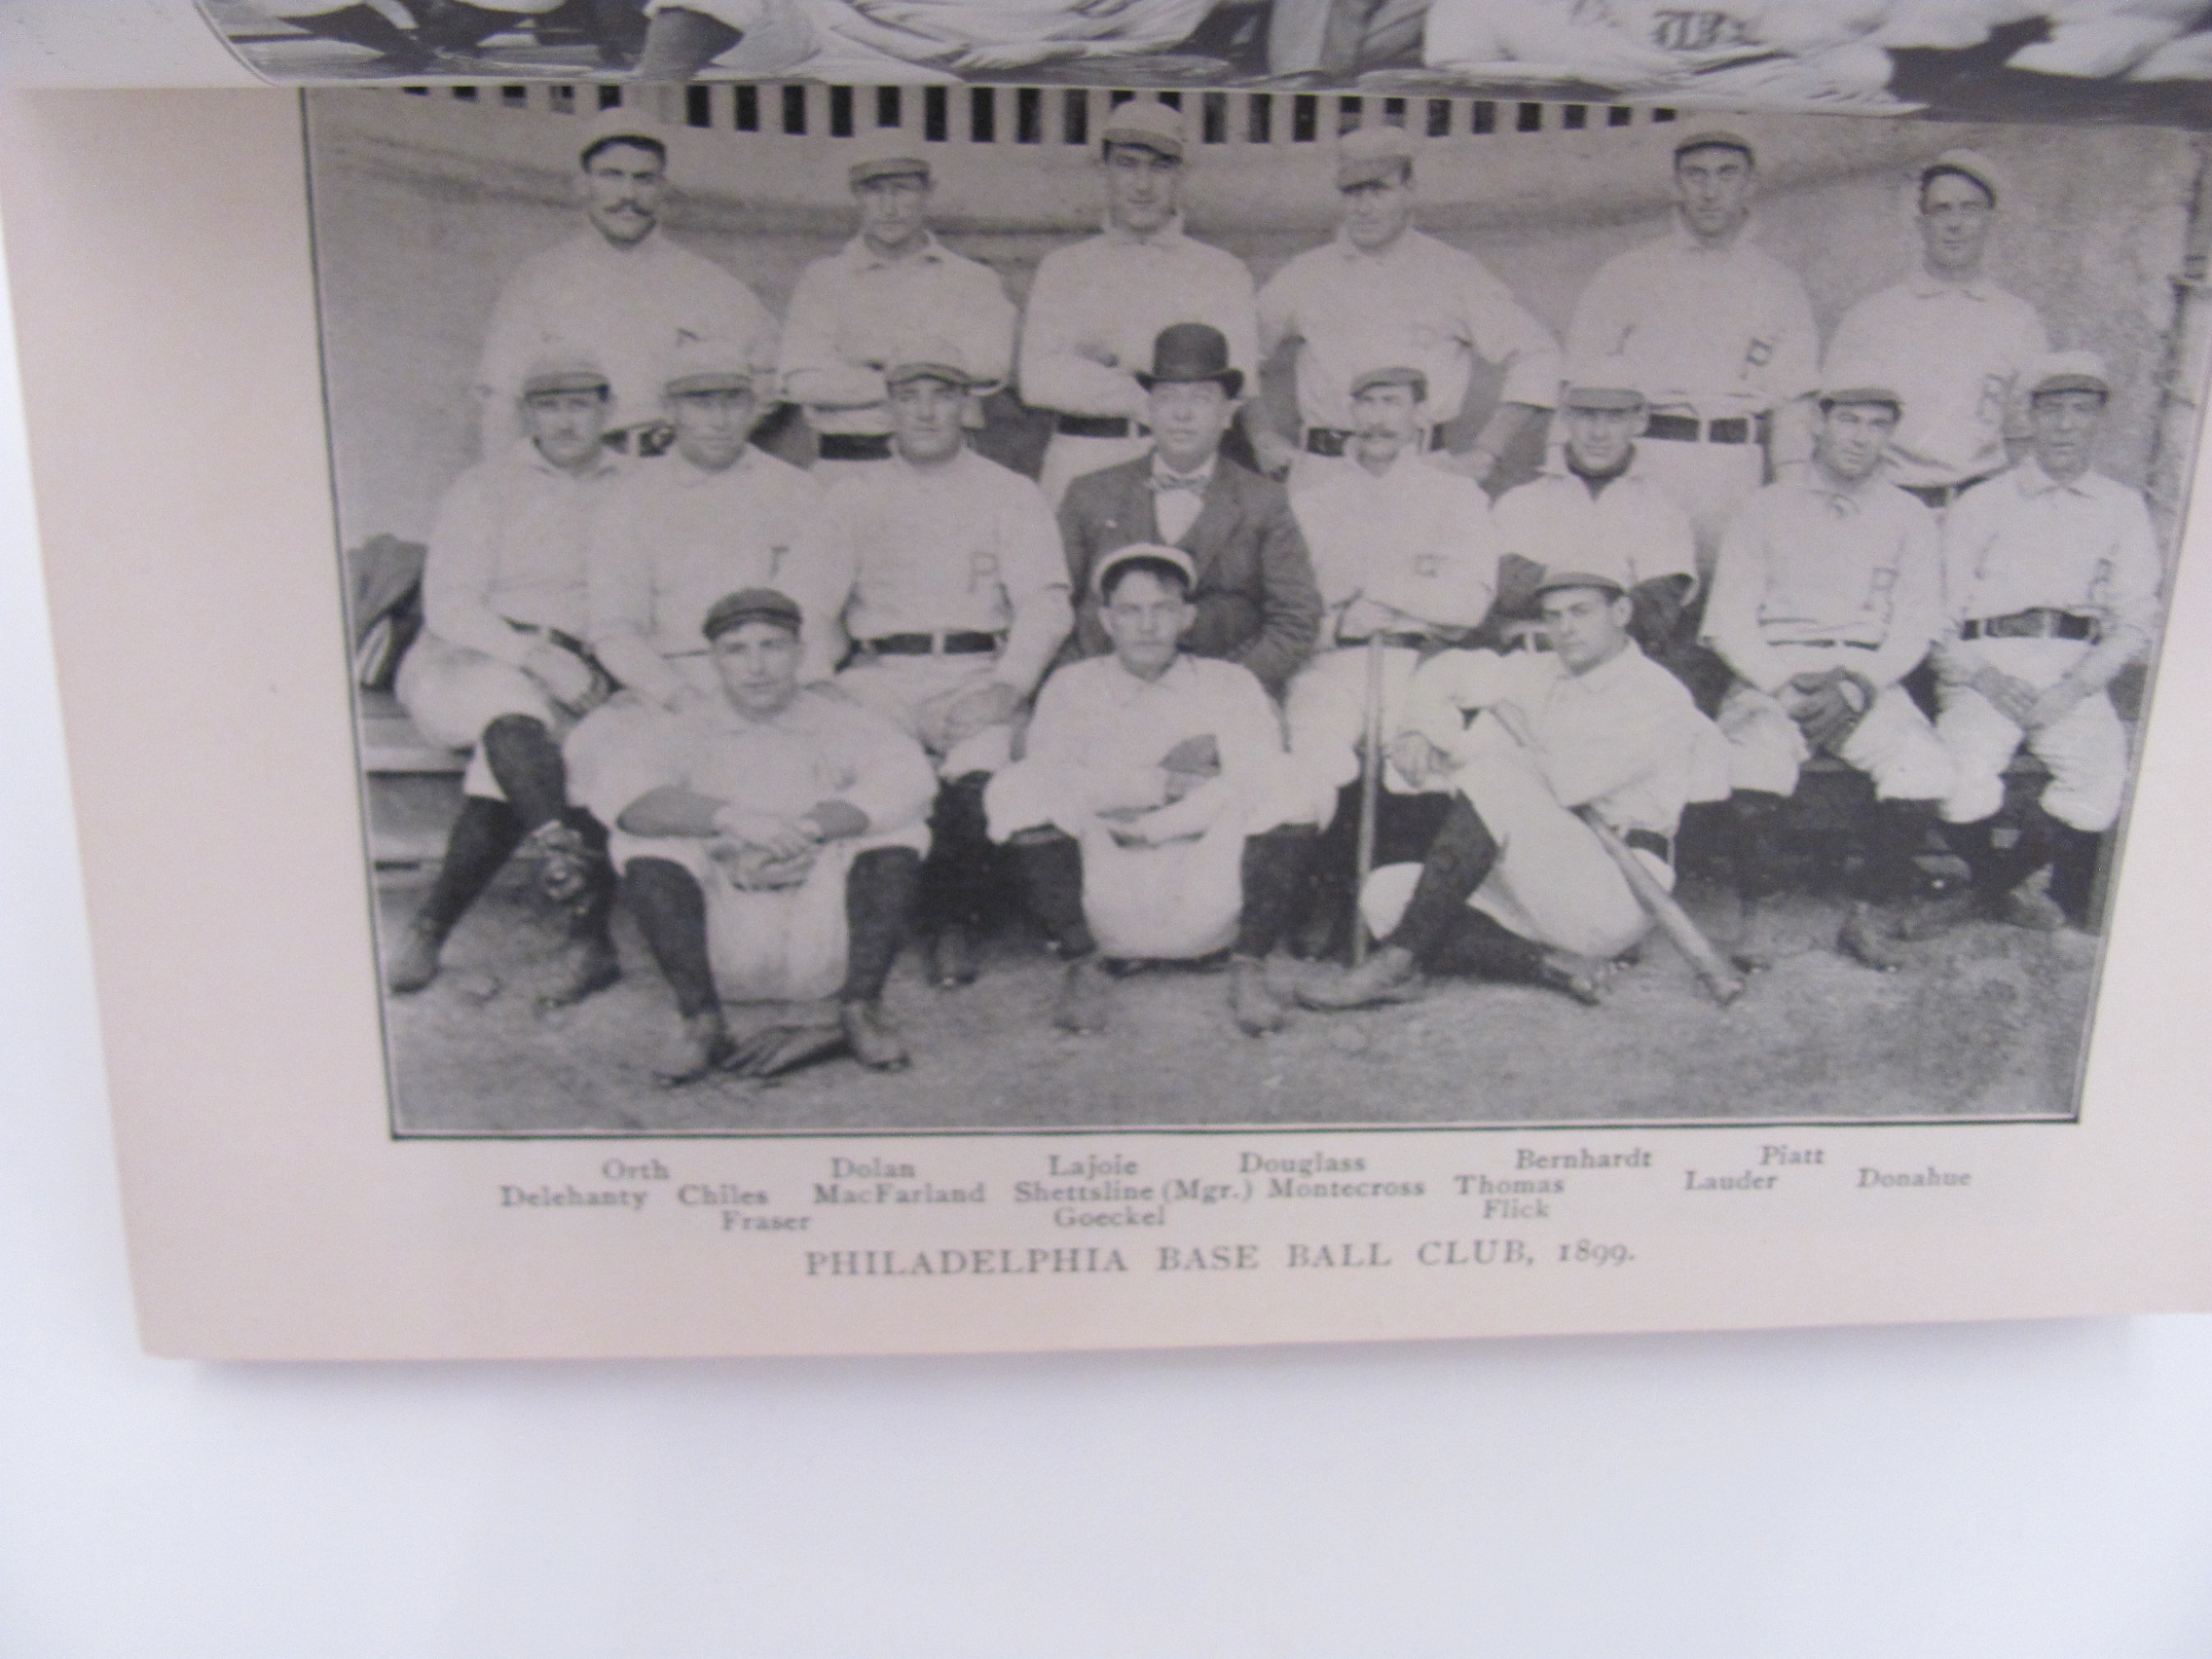 Orth Dolan Lajoie Douglass Bernhardt Piatt
Delehanty Chiles MacFarland Shettsline (Mgr.) Montecross Thomas Lauder Donahue
Fraser Goeckel Flick
PHILADELPHIA BASE BALL CLUB, 1899.